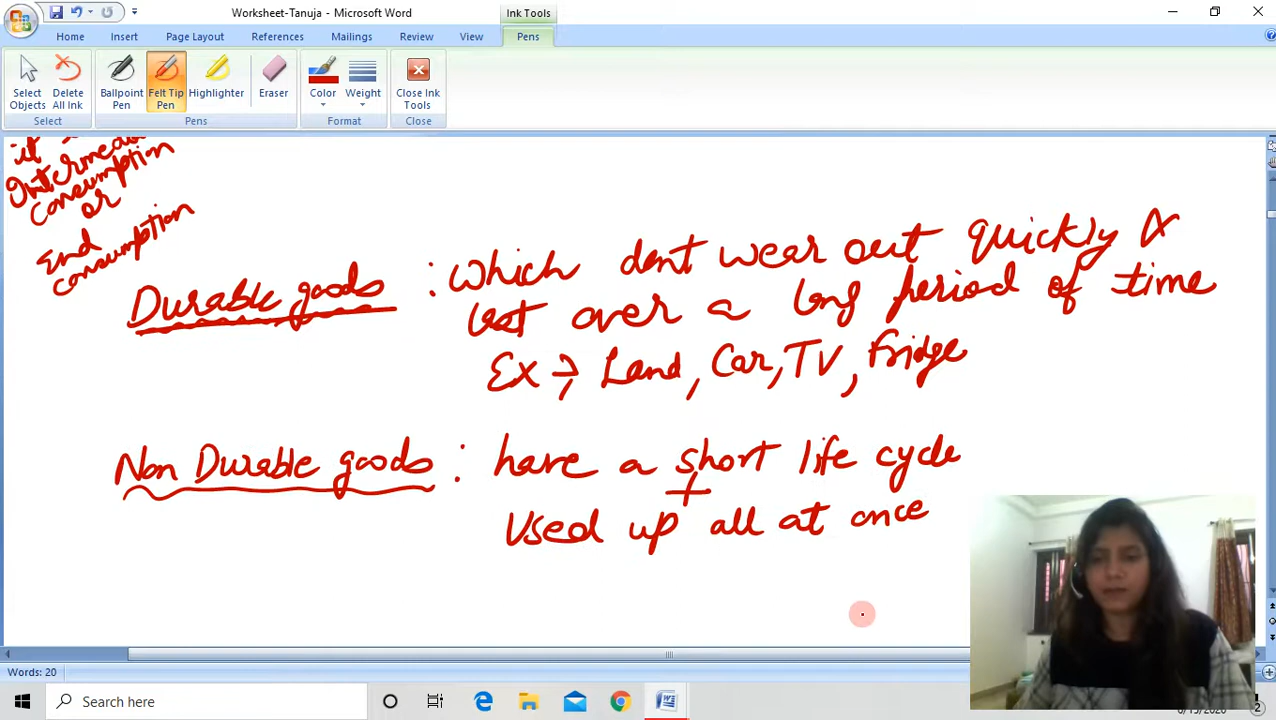 Worksheet-Tanuja - Microsoft Word
Ink Tools
Home Insert Page Layout References Mailings Review View Pens
Select Objects
Delete All Ink
Ballpoint Pen
Felt Tip Pen
Highlighter
Eraser
Color
Weight
Close Ink Tools
Select Pens Format Close
it
Intermediat
consumption
or
end
consumption
Durable goods : which dont wear out quickly &
last over a long period of time
Ex → Land, Car, TV, Fridge
Non Durable goods : have a short life cycle
+
Used up all at once
Words: 20
Search here
2